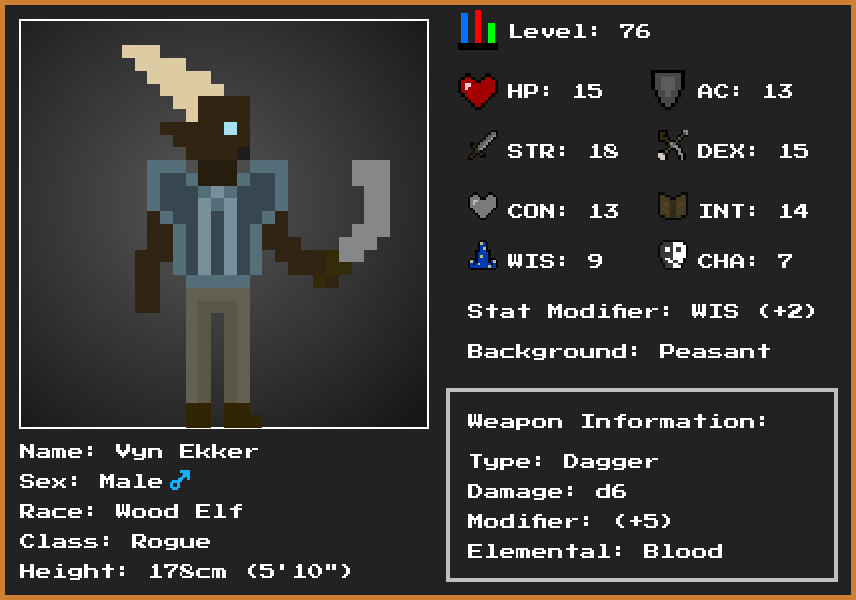 Level: 76
HP: 15 AC: 13
STR: 18 DEX: 15
CON: 13 INT: 14
WIS: 9 CHA: 7
Stat Modifier: WIS (+2)
Background: Peasant
Weapon Information:
Type: Dagger
Damage: d6
Modifier: (+5)
Elemental: Blood
Name: Vyn Ekker
Sex: Male ♂
Race: Wood Elf
Class: Rogue
Height: 178cm (5'10")